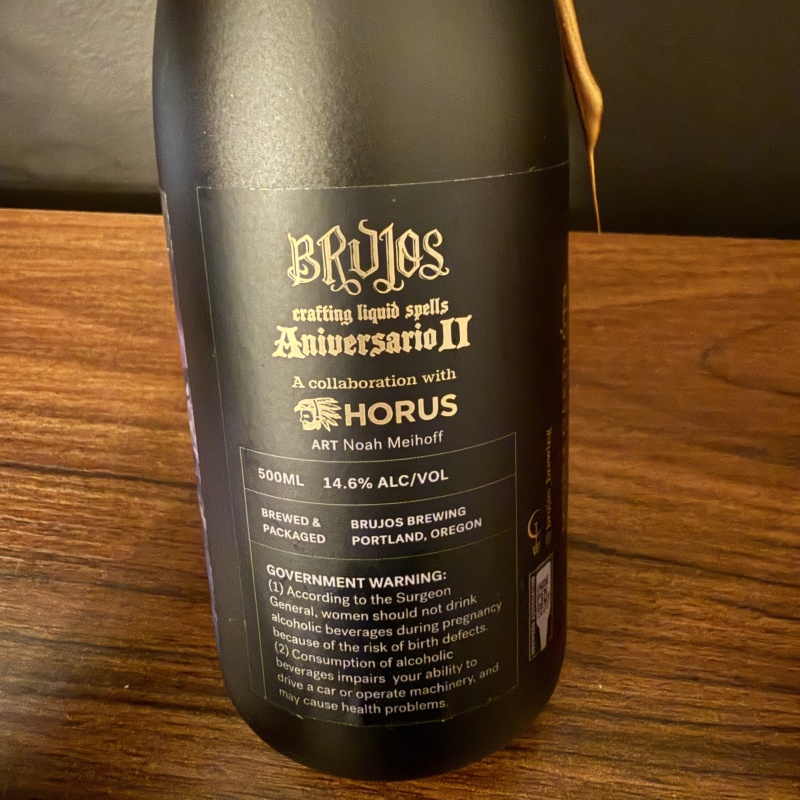 BRUJOS
crafting liquid spells
Aniversario II
A collaboration with
HORUS
ART Noah Meihoff
500ML 14.6% ALC/VOL
BREWED &
PACKAGED
BRUJOS BREWING
PORTLAND, OREGON
GOVERNMENT WARNING:
(1) According to the Surgeon
General, women should not drink
alcoholic beverages during pregnancy
because of the risk of birth defects.
(2) Consumption of alcoholic
beverages impairs your ability to
drive a car or operate machinery, and
may cause health problems.
brujos brewing